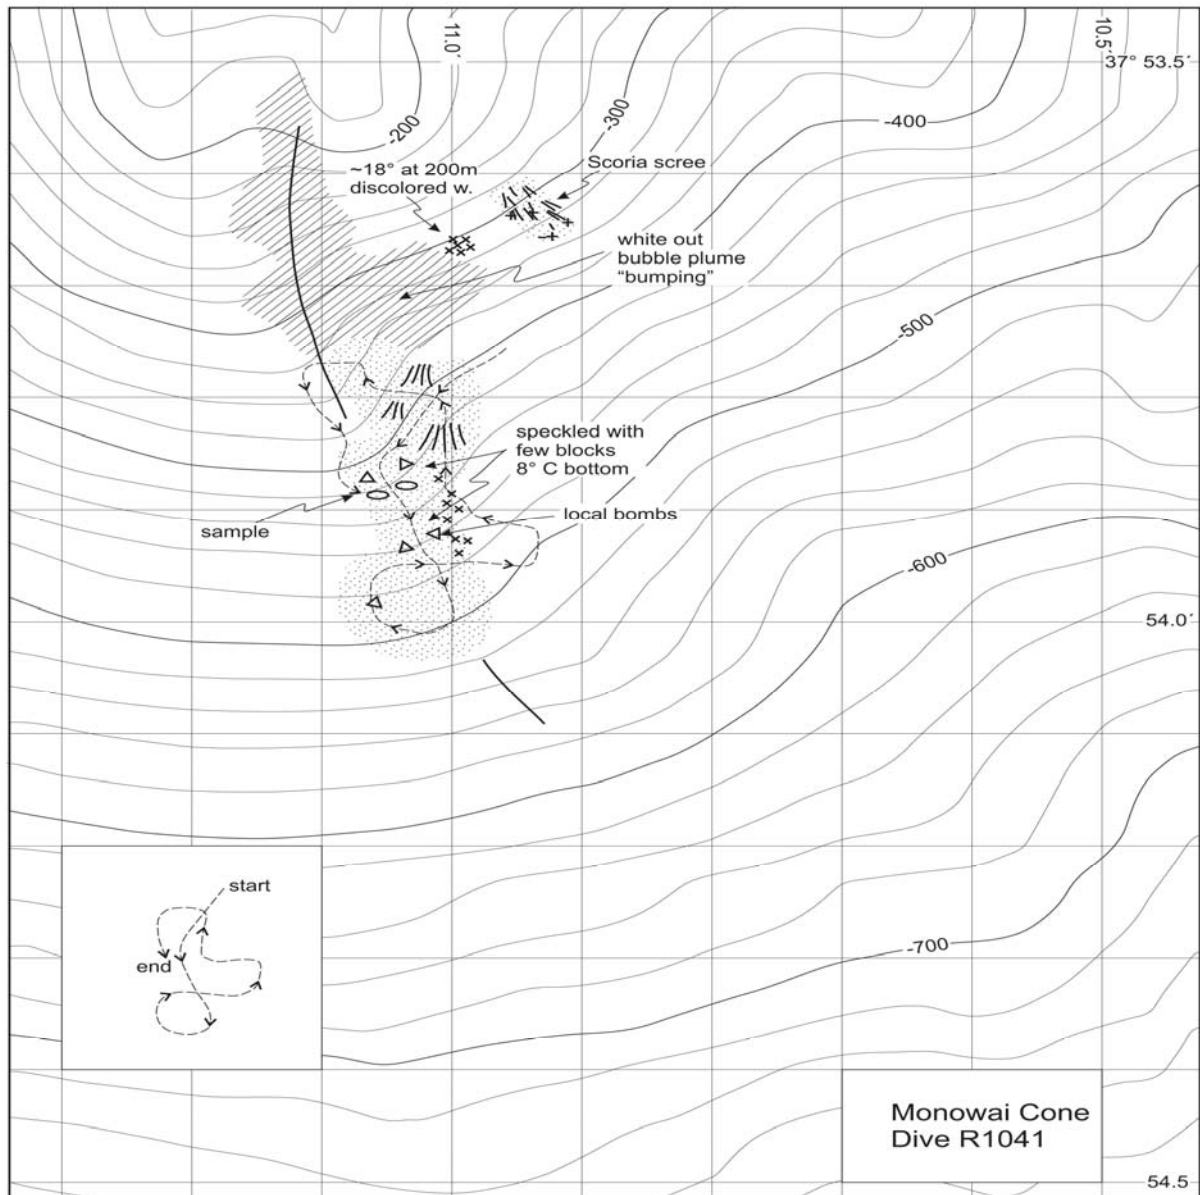 11.0´
10.5´
37° 53.5´
-200
-300
-400
~18° at 200m
discolored w.
Scoria scree
white out
bubble plume
“bumping”
-500
speckled with
few blocks
8° C bottom
sample
local bombs
-600
54.0´
start
end
-700
Monowai Cone
Dive R1041
54.5